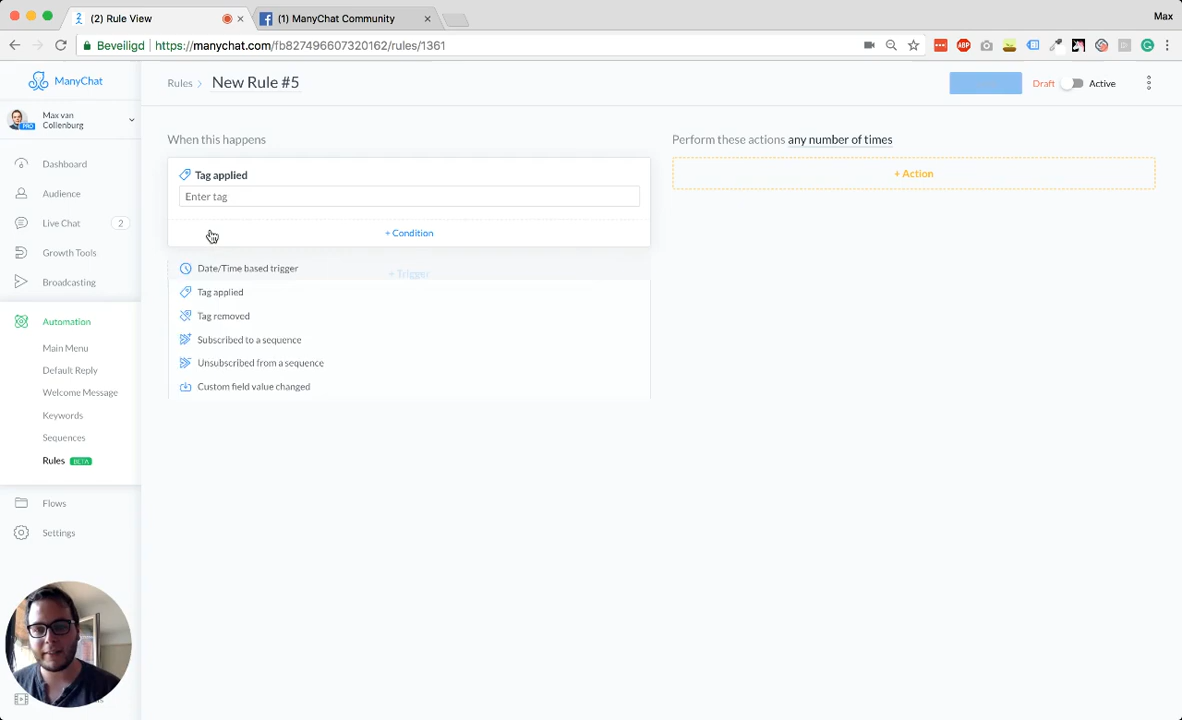 (2) Rule View
(1) ManyChat Community
Max
Beveiligd
https://manychat.com/fb827496607320162/rules/1361
ABP
ManyChat
Rules
New Rule #5
Draft
Active
Max van
Collenburg
PRO
When this happens
Perform these actions any number of times
Dashboard
Tag applied
+ Action
Audience
Enter tag
Live Chat
2
+ Condition
Growth Tools
Date/Time based trigger
+ Trigger
Broadcasting
Tag applied
Tag removed
Automation
Subscribed to a sequence
Main Menu
Unsubscribed from a sequence
Default Reply
Custom field value changed
Welcome Message
Keywords
Sequences
Rules BETA
Flows
Settings